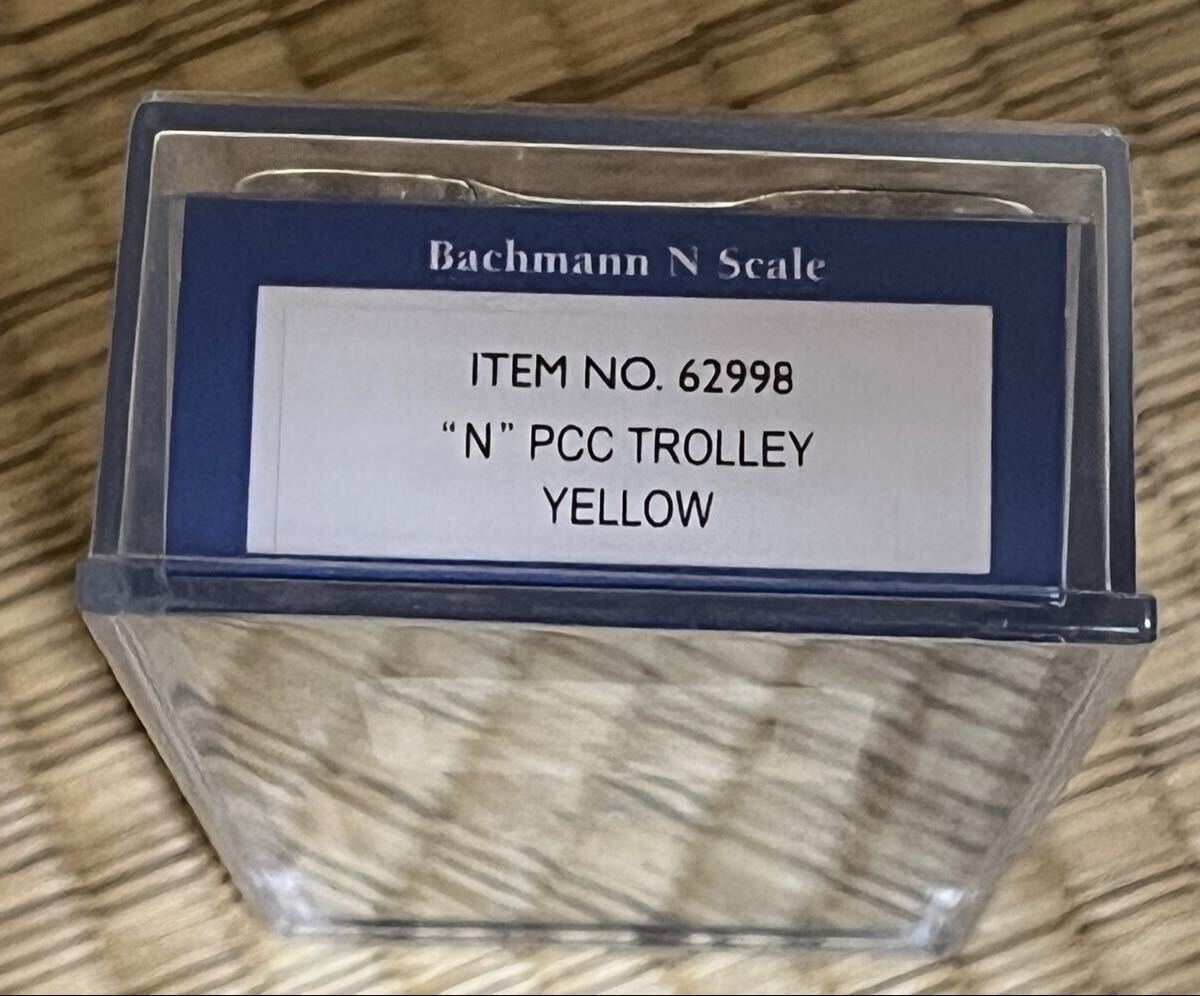 Bachmann N Scale
ITEM NO. 62998
“N” PCC TROLLEY
YELLOW